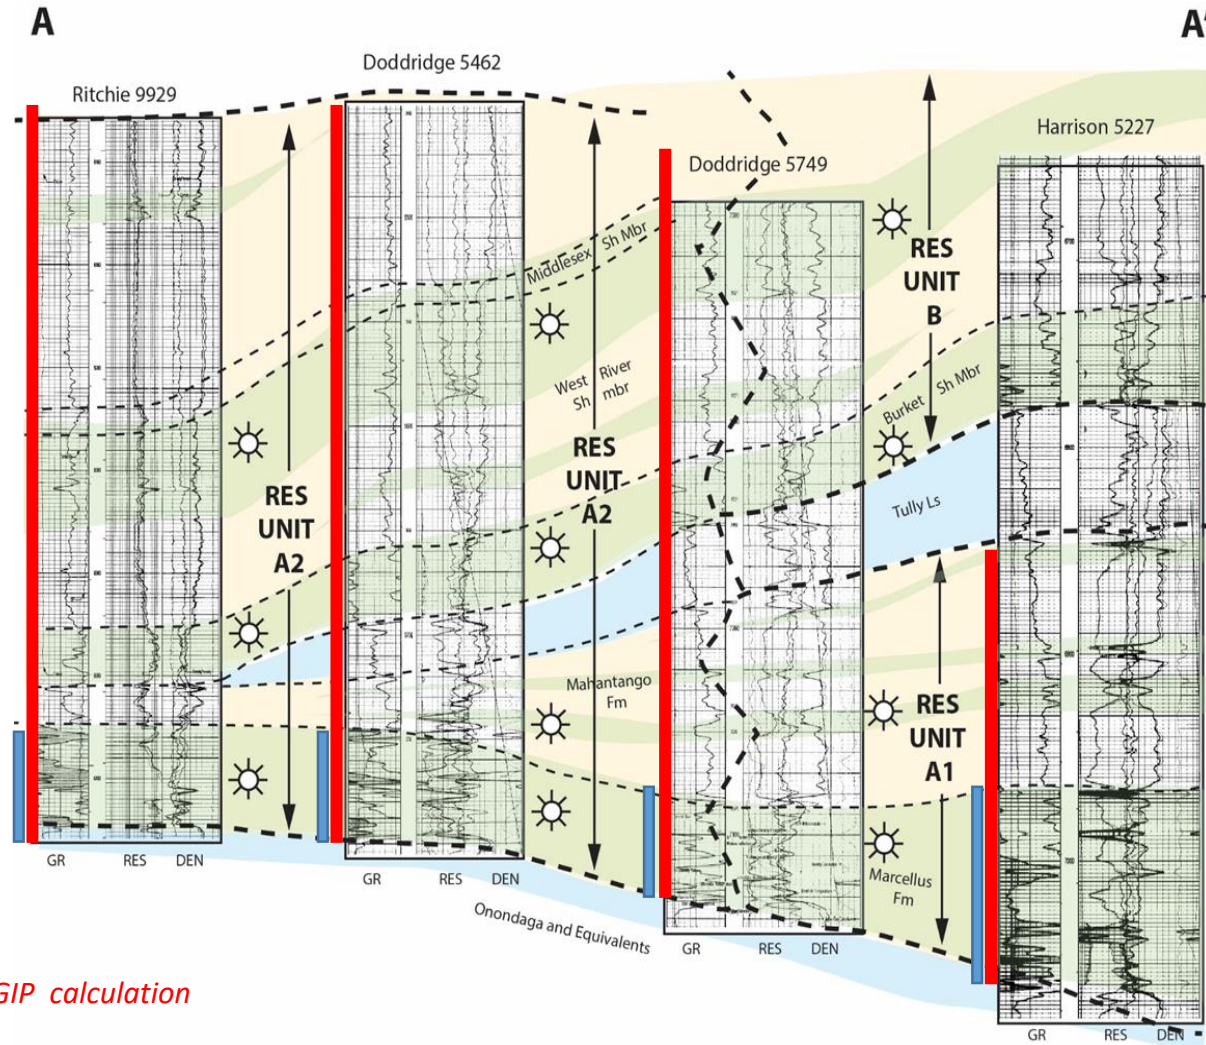 A
A'
Ritchie 9929
Doddridge 5462
Doddridge 5749
Harrison 5227
Middlesex Sh Mbr
West River
Sh mbr
RES
UNIT
A2
RES
UNIT
A2
RES
UNIT
B
Burket Sh Mbr
Tully Ls
Mahantango
Fm
RES
UNIT
A1
Marcellus
Fm
GR RES DEN
GR RES DEN
GR RES DEN
GR RES DEN
Onondaga and Equivalents
GIP calculation